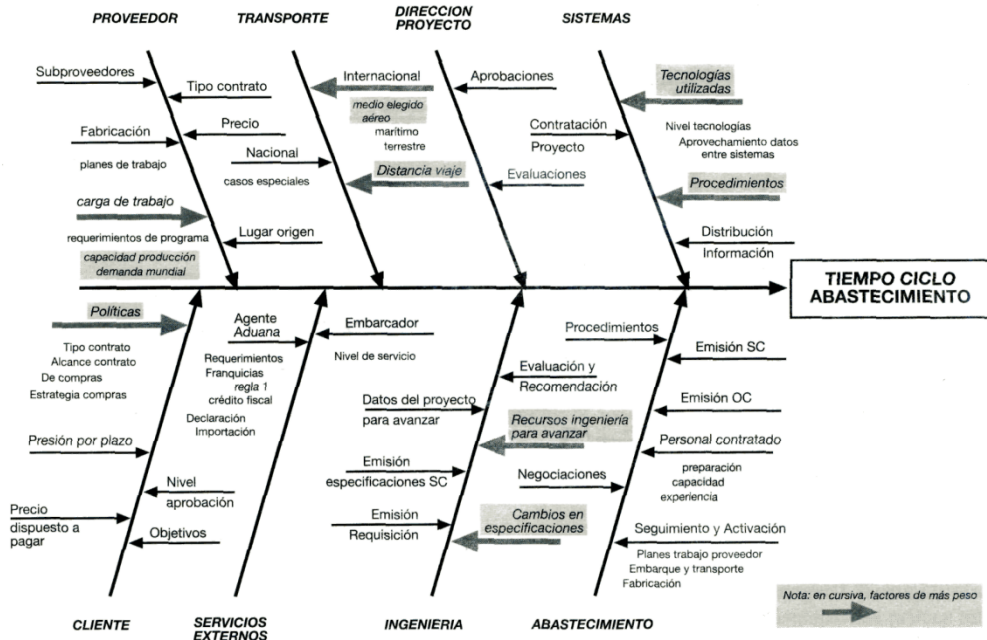 PROVEEDOR
TRANSPORTE
DIRECCION
PROYECTO
SISTEMAS
Subproveedores
Tipo contrato
Fabricación
planes de trabajo
Precio
carga de trabajo
requerimientos de programa
capacidad producción
demanda mundial
Lugar origen
Internacional
medio elegido
aéreo
marítimo
terrestre
Nacional
casos especiales
Distancia viaje
Aprobaciones
Evaluaciones
Contratación
Proyecto
Tecnologías
utilizadas
Nivel tecnologías
Aprovechamiento datos
entre sistemas
Procedimientos
Distribución
Información
TIEMPO CICLO
ABASTECIMIENTO
Políticas
Tipo contrato
Alcance contrato
De compras
Estrategia compras
Presión por plazo
Nivel
aprobación
Precio
dispuesto a
pagar
Objetivos
Agente
Aduana
Requerimientos
Franquicias
regla 1
crédito fiscal
Declaración
Importación
Embarcador
Nivel de servicio
Evaluación y
Recomendación
Datos del proyecto
para avanzar
Recursos ingeniería
para avanzar
Emisión
especificaciones SC
Emisión
Requisición
Cambios en
especificaciones
Procedimientos
Emisión SC
Emisión OC
Personal contratado
preparación
capacidad
experiencia
Negociaciones
Seguimiento y Activación
Planes trabajo proveedor
Embarque y transporte
Fabricación
Nota: en cursiva, factores de más peso
CLIENTE
SERVICIOS
EXTERNOS
INGENIERIA
ABASTECIMIENTO